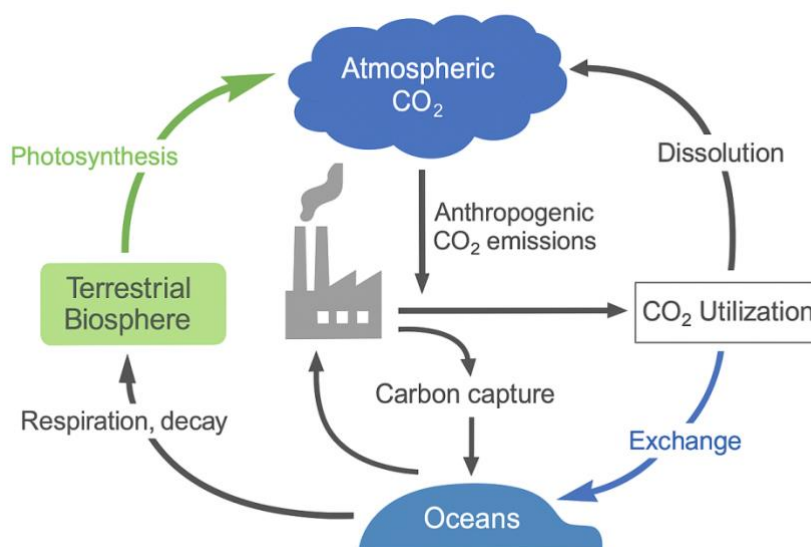 Atmospheric
CO₂
Photosynthesis
Dissolution
Anthropogenic
CO₂ emissions
Terrestrial
Biosphere
CO₂ Utilization
Carbon capture
Respiration, decay
Exchange
Oceans